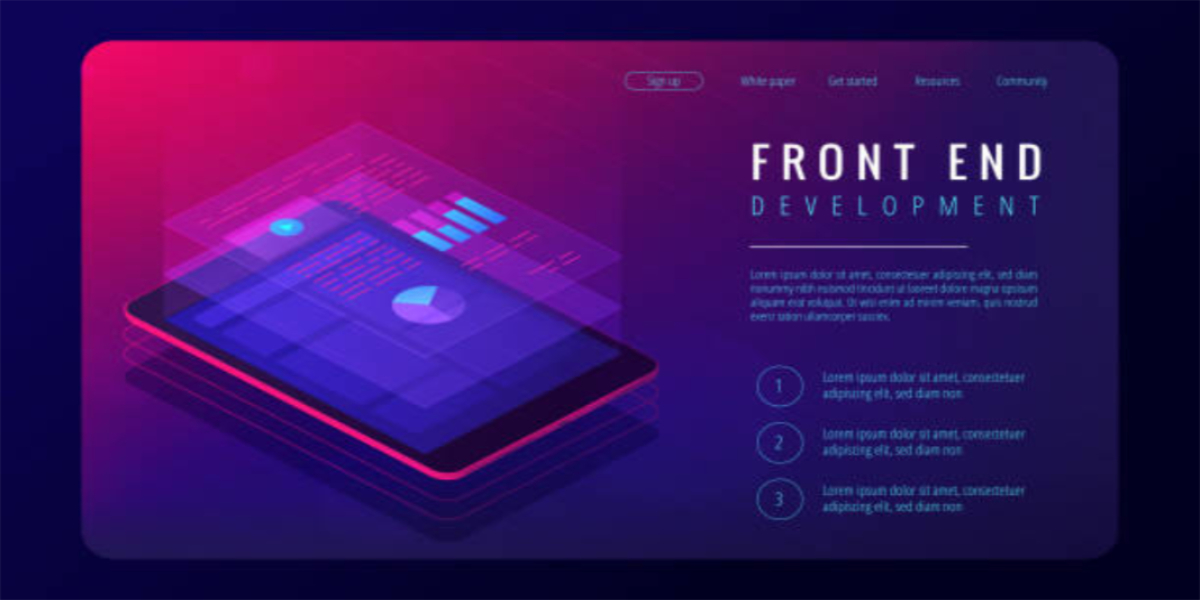 Sign up White paper Get started Resources Community
FRONT END
DEVELOPMENT
Lorem ipsum dolor sit amet, consectetuer adipising elit, sed diam
nonummy nibh euismod tincidunt ut laoreet dolore magna
aliquam erat volutpat. Ut wisi enim ad minim veniam, quis nostrud
exerci tation ullamcorper suscipit.
1 Lorem ipsum dolor sit amet, consectetuer
adipiscing elit, sed diam non
2 Lorem ipsum dolor sit amet, consectetuer
adipiscing elit, sed diam non
3 Lorem ipsum dolor sit amet, consectetuer
adipiscing elit, sed diam non